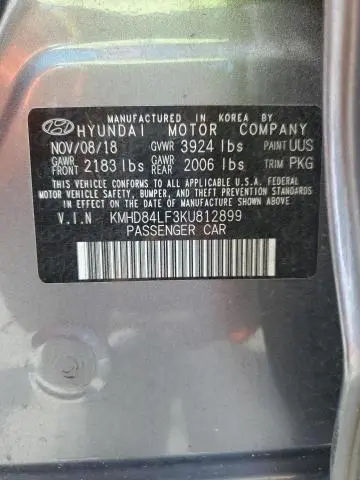 MANUFACTURED IN KOREA BY
HYUNDAI MOTOR COMPANY
NOV/08/18 GVWR 3924 lbs PAINT UUS
GAWR FRONT 2183 lbs GAWR REAR 2006 lbs TRIM PKG
THIS VEHICLE CONFORMS TO ALL APPLICABLE U.S.A. FEDERAL
MOTOR VEHICLE SAFETY, BUMPER, AND THEFT PREVENTION
STANDARDS IN EFFECT ON THE DATE OF MANUFACTURE SHOWN ABOVE.
V.I.N KMHD84LF3KU812899
PASSENGER CAR